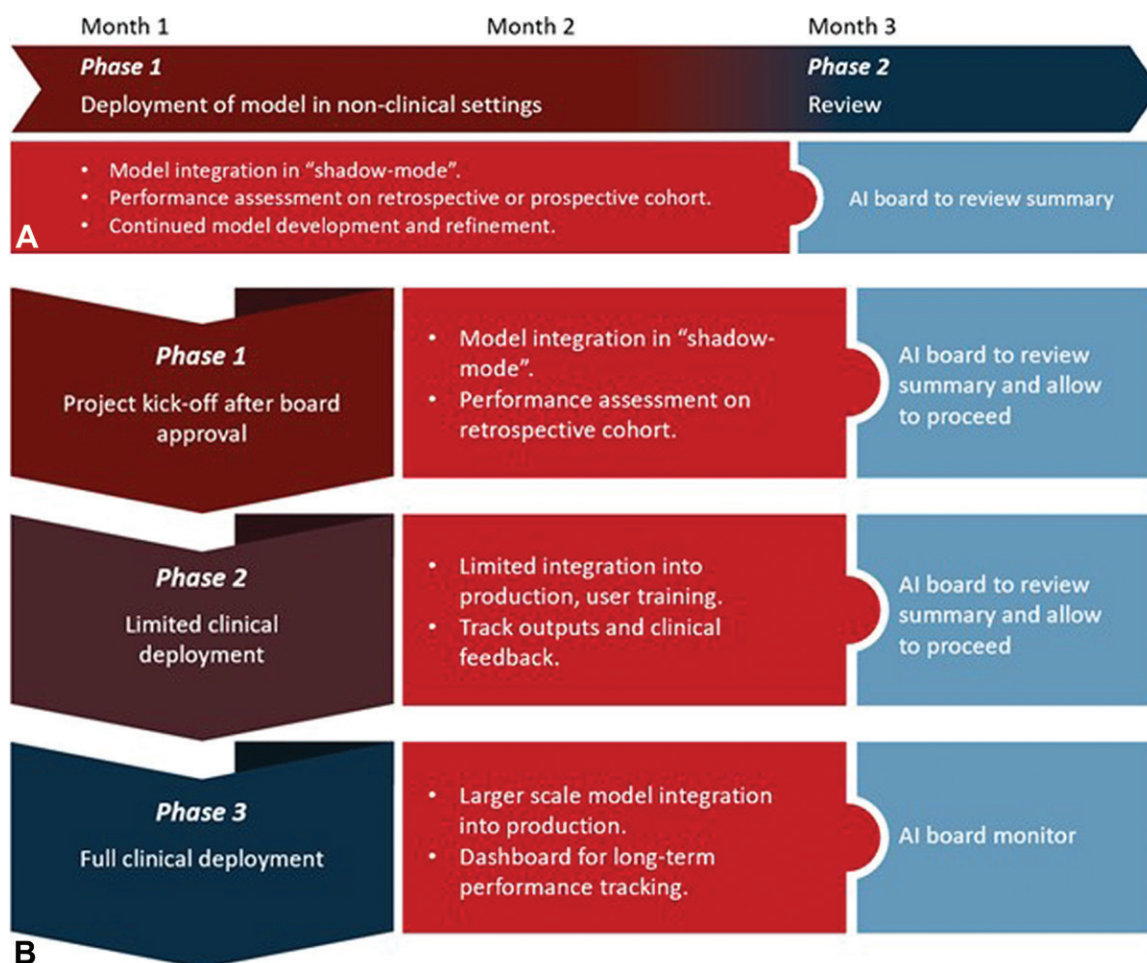 Month 1 Month 2 Month 3
Phase 1 Phase 2
Deployment of model in non-clinical settings Review
• Model integration in “shadow-mode”.
• Performance assessment on retrospective or prospective cohort.
• Continued model development and refinement.
AI board to review summary
A
Phase 1
Project kick-off after board
approval
• Model integration in “shadow-
mode”.
• Performance assessment on
retrospective cohort.
AI board to review
summary and allow
to proceed
Phase 2
Limited clinical
deployment
• Limited integration into
production, user training.
• Track outputs and clinical
feedback.
AI board to review
summary and allow
to proceed
Phase 3
Full clinical deployment
• Larger scale model integration
into production.
• Dashboard for long-term
performance tracking.
AI board monitor
B